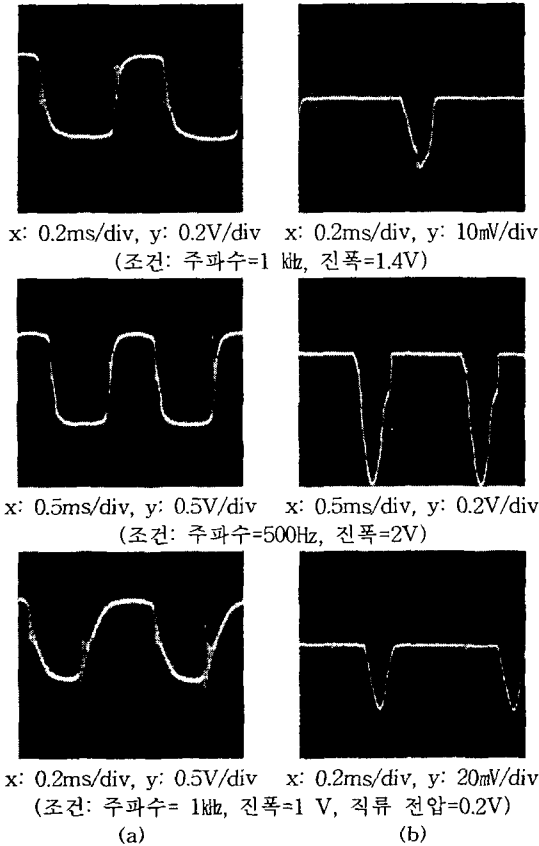 x: 0.2ms/div, y: 0.2V/div x: 0.2ms/div, y: 10㎷/div
(조건: 주파수=1 ㎑, 진폭=1.4V)
x: 0.5ms/div, y: 0.5V/div x: 0.5ms/div, y: 0.2V/div
(조건: 주파수=500Hz, 진폭=2V)
x: 0.2ms/div, y: 0.5V/div x: 0.2ms/div, y: 20㎷/div
(조건: 주파수= 1㎑, 진폭=1 V, 직류 전압=0.2V)
(a) (b)